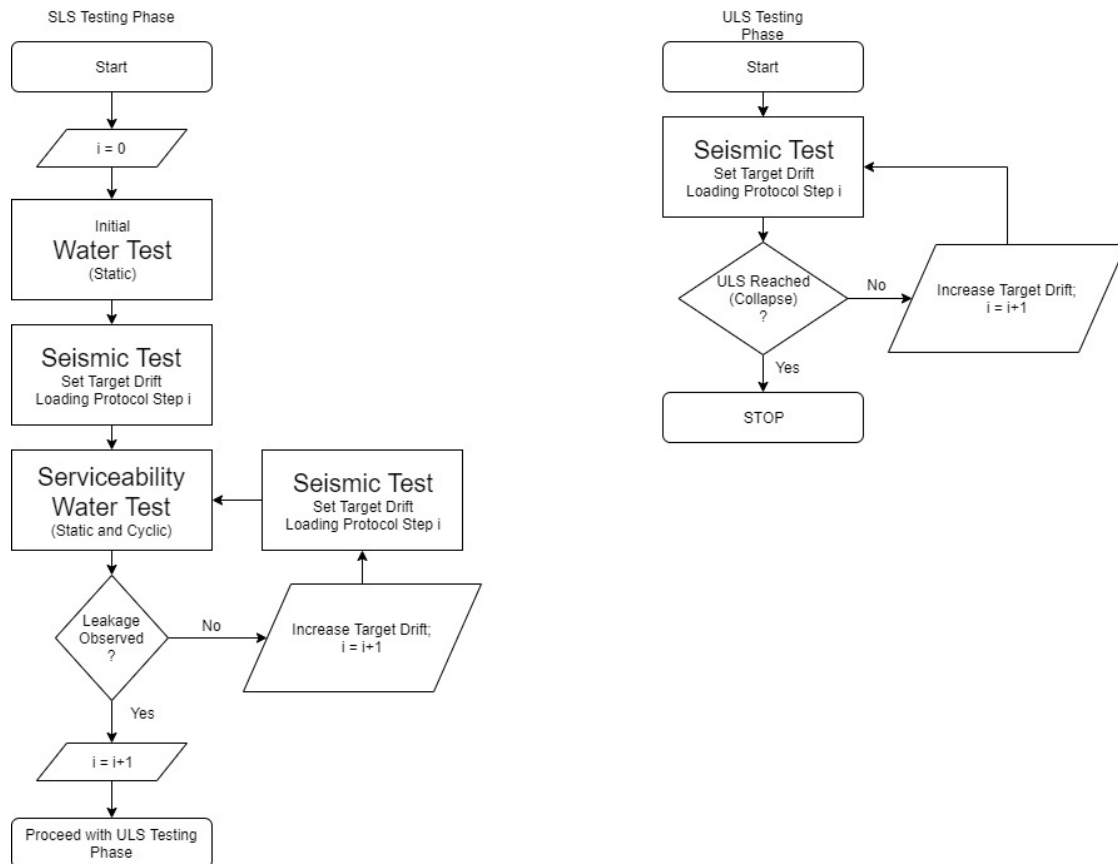 SLS Testing Phase
Start
i = 0
Initial
Water Test
(Static)
Seismic Test
Set Target Drift
Loading Protocol Step i
Serviceability
Water Test
(Static and Cyclic)
Seismic Test
Set Target Drift
Loading Protocol Step i
Leakage
Observed
?
No
Increase Target Drift;
i = i+1
Yes
i = i+1
Proceed with ULS Testing
Phase
ULS Testing
Phase
Start
Seismic Test
Set Target Drift
Loading Protocol Step i
ULS Reached
(Collapse)
?
No
Increase Target Drift;
i = i+1
Yes
STOP